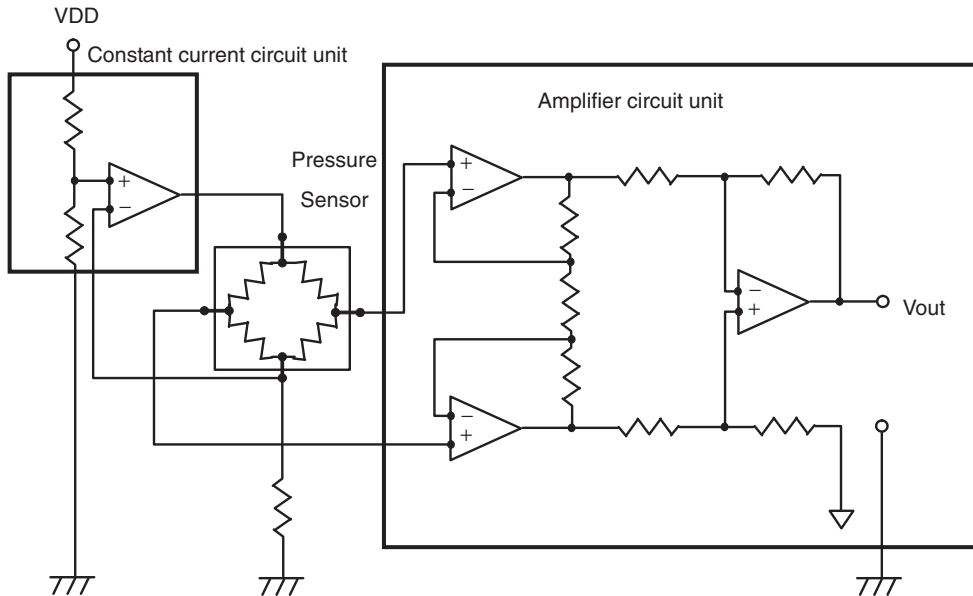 VDD
Constant current circuit unit
Amplifier circuit unit
Pressure
Sensor
+
−
+
−
−
+
Vout
−
+